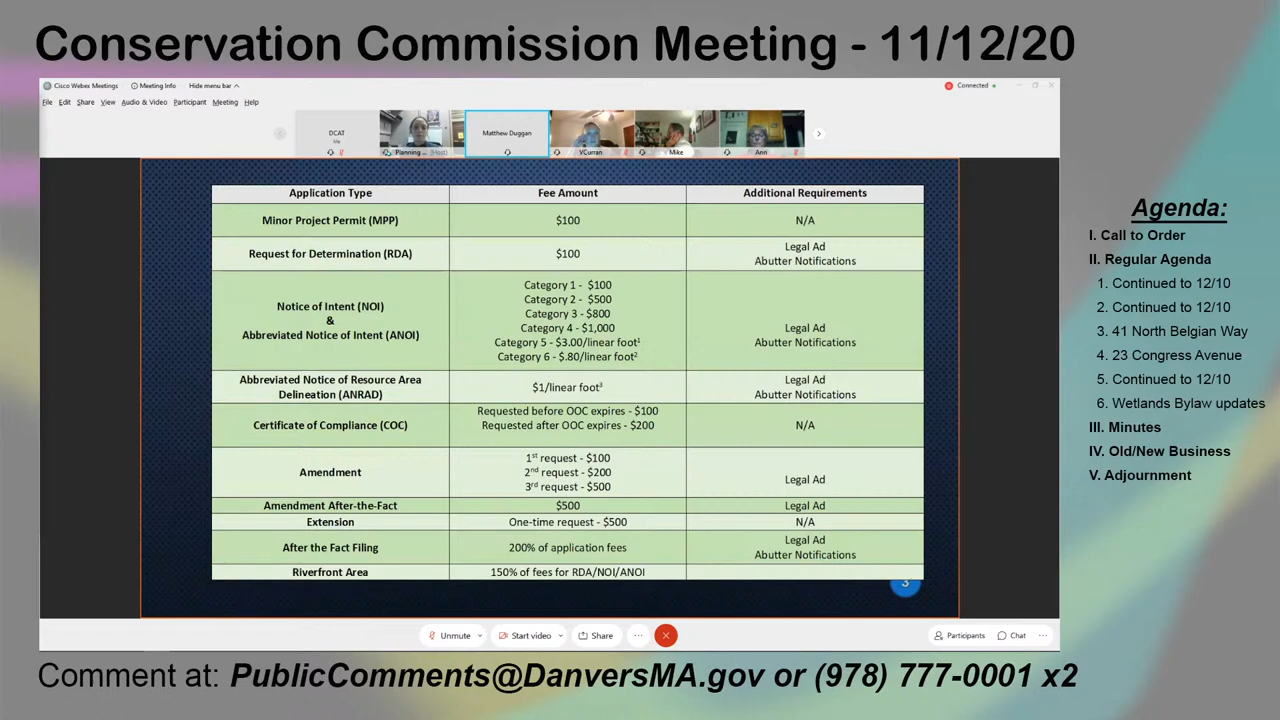 Conservation Commission Meeting - 11/12/20
Cisco Webex Meetings Meeting Info Hide menu bar Connected
File Edit Share View Audio & Video Participant Meeting Help
DCAT
Me
Planning ... (Host)
Matthew Duggan
VCurran
Mike
Ann
Application Type Fee Amount Additional Requirements
Minor Project Permit (MPP) $100 N/A
Request for Determination (RDA) $100 Legal Ad
Abutter Notifications
Notice of Intent (NOI)
&
Abbreviated Notice of Intent (ANOI)
Category 1 - $100
Category 2 - $500
Category 3 - $800
Category 4 - $1,000
Category 5 - $3.00/linear foot¹
Category 6 - $.80/linear foot²
Legal Ad
Abutter Notifications
Abbreviated Notice of Resource Area
Delineation (ANRAD)
$1/linear foot³
Legal Ad
Abutter Notifications
Certificate of Compliance (COC)
Requested before OOC expires - $100
Requested after OOC expires - $200
N/A
Amendment
1st request - $100
2nd request - $200
3rd request - $500
Legal Ad
Amendment After-the-Fact $500 Legal Ad
Extension One-time request - $500 N/A
After the Fact Filing 200% of application fees Legal Ad
Abutter Notifications
Riverfront Area 150% of fees for RDA/NOI/ANOI
3
Unmute Start video Share Participants Chat
Agenda:
I. Call to Order
II. Regular Agenda
1. Continued to 12/10
2. Continued to 12/10
3. 41 North Belgian Way
4. 23 Congress Avenue
5. Continued to 12/10
6. Wetlands Bylaw updates
III. Minutes
IV. Old/New Business
V. Adjournment
Comment at: PublicComments@DanversMA.gov or (978) 777-0001 x2